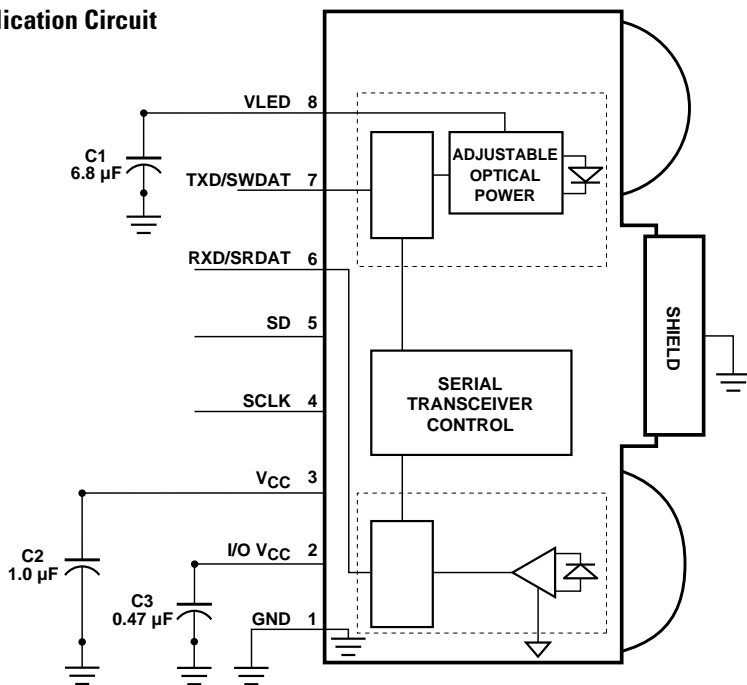 lication Circuit
VLED 8
C1
6.8 µF
TXD/SWDAT 7
ADJUSTABLE
OPTICAL
POWER
RXD/SRDAT 6
SD 5
SHIELD
SERIAL
TRANSCEIVER
CONTROL
SCLK 4
VCC 3
I/O VCC 2
C2
1.0 µF
C3
0.47 µF
GND 1